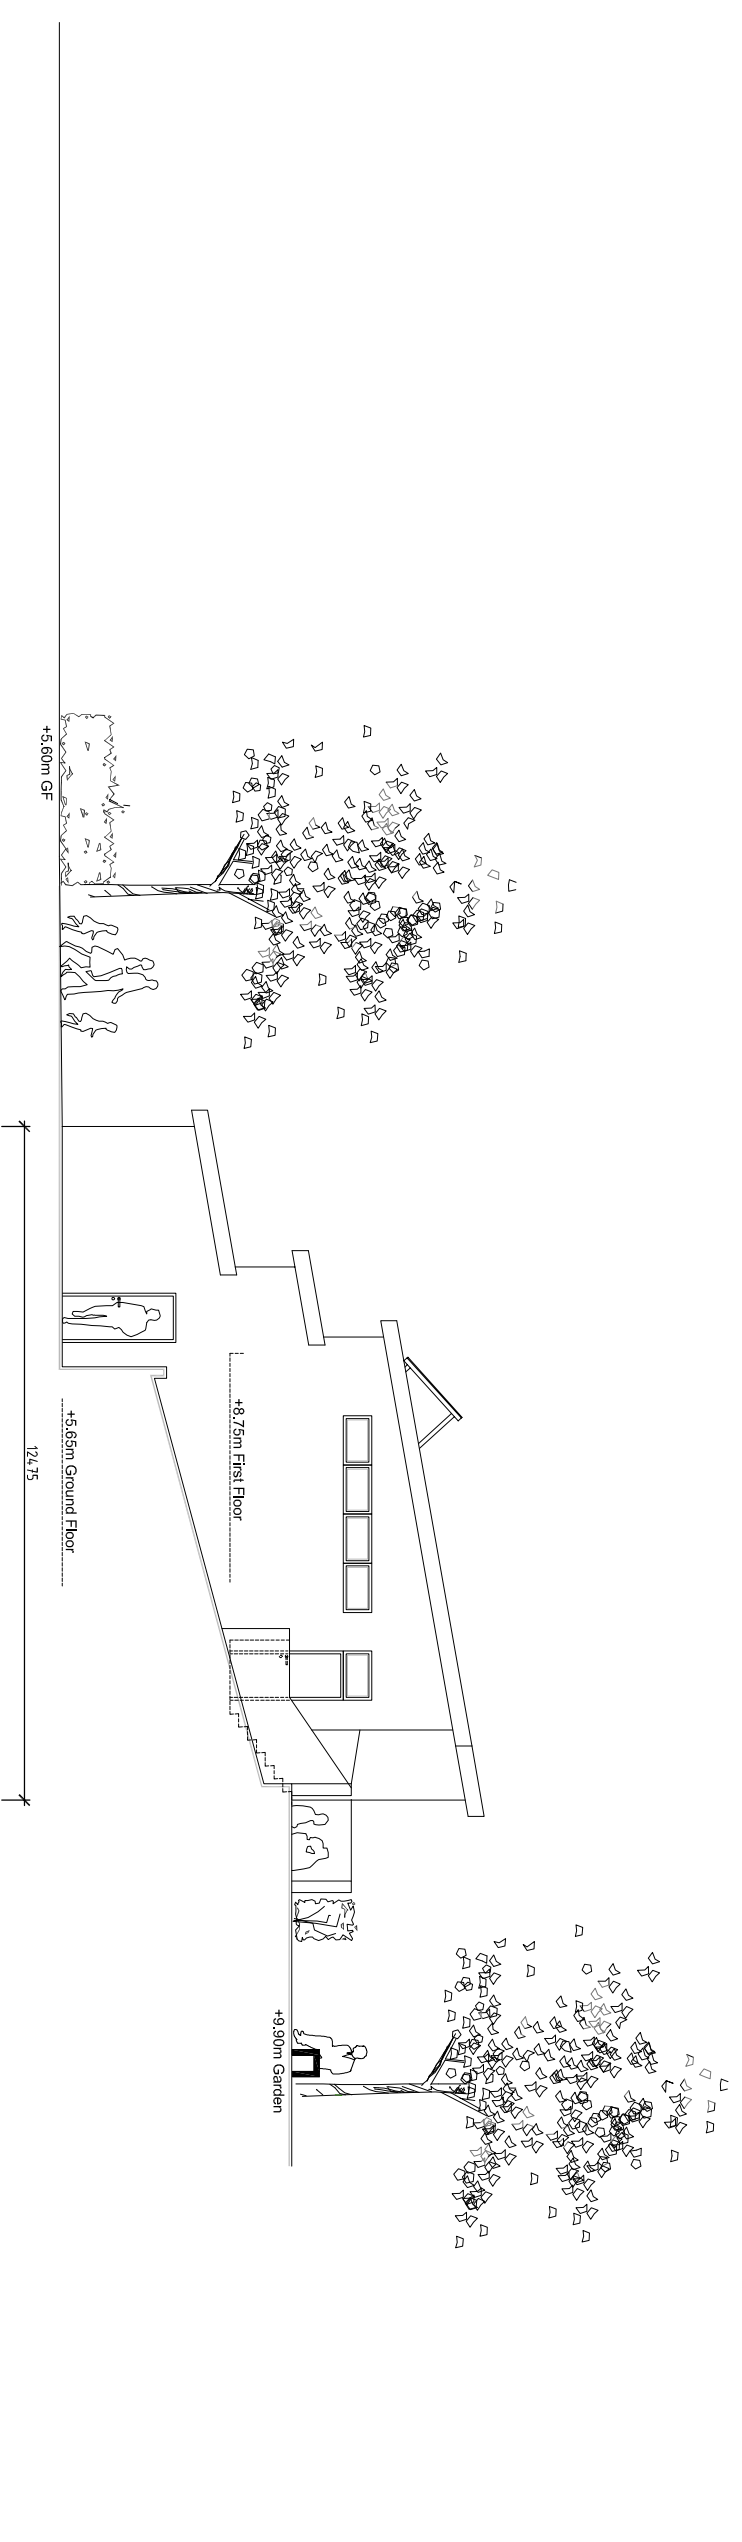 +5.60m GF
+8.75m First Floor
+5.65m Ground Floor
12475
+9.90m Garden